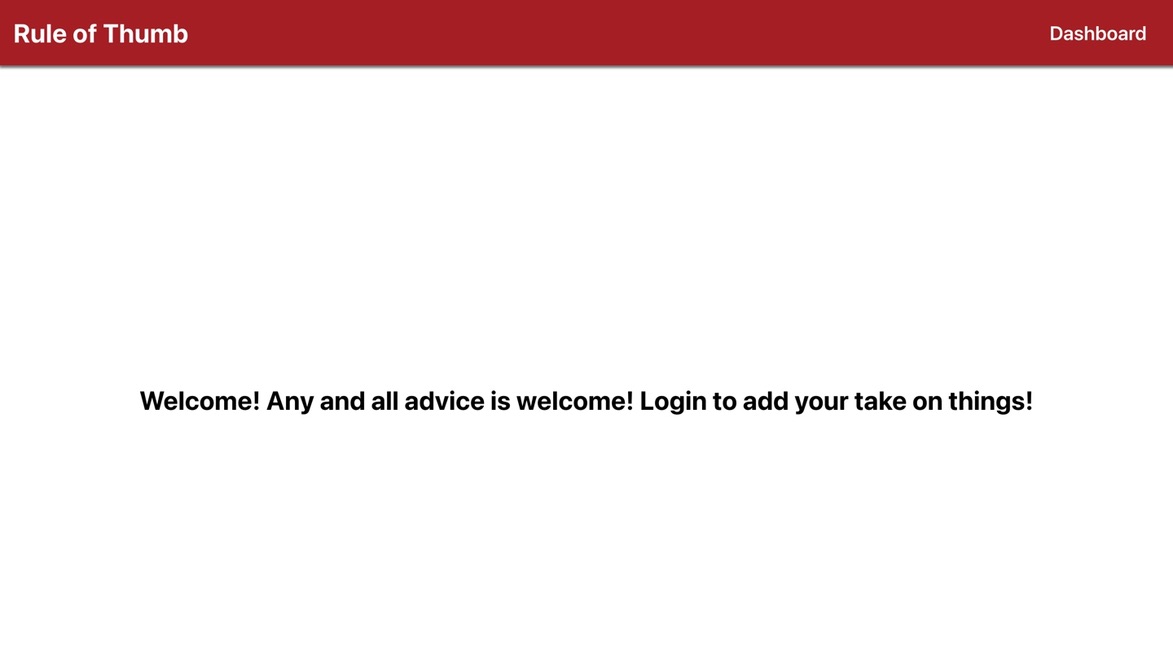 Rule of Thumb
Dashboard
Welcome! Any and all advice is welcome! Login to add your take on things!